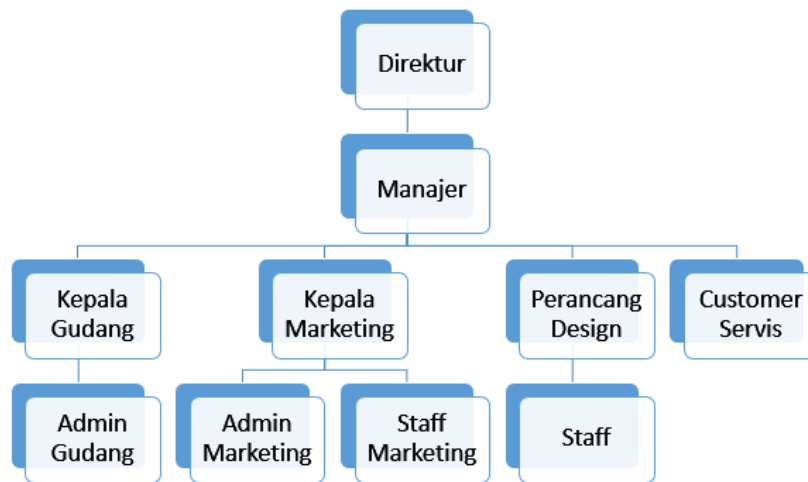 Direktur
Manajer
Kepala
Gudang
Kepala
Marketing
Perancang
Design
Customer
Servis
Admin
Gudang
Admin
Marketing
Staff
Marketing
Staff